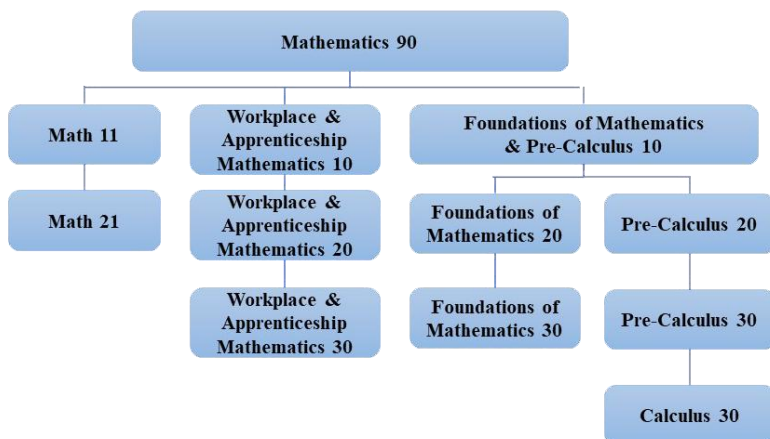 Mathematics 90
Math 11
Workplace &
Apprenticeship
Mathematics 10
Foundations of Mathematics
& Pre-Calculus 10
Math 21
Workplace &
Apprenticeship
Mathematics 20
Foundations of
Mathematics 20
Pre-Calculus 20
Workplace &
Apprenticeship
Mathematics 30
Foundations of
Mathematics 30
Pre-Calculus 30
Calculus 30